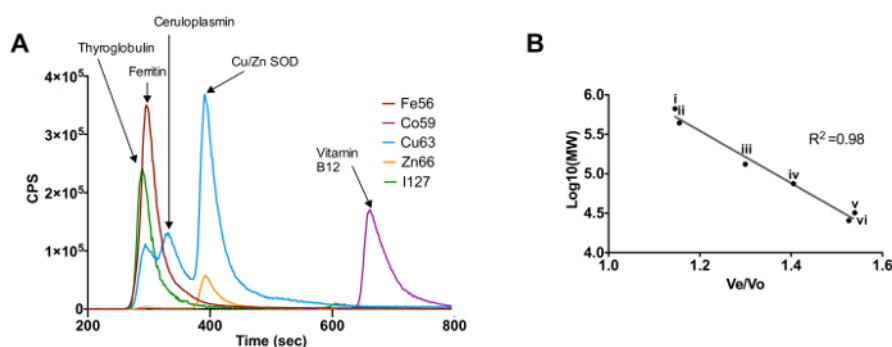 A
Ceruloplasmin
Thyroglobulin
Ferritin
Cu/Zn SOD
Vitamin
B12
Fe56
Co59
Cu63
Zn66
I127
CPS
4×10⁵
3×10⁵
2×10⁵
1×10⁵
0
200 400 600 800
Time (sec)
B
Log10(MW)
6.0
5.5
5.0
4.5
4.0
i
ii
iii
iv
v
vi
R²=0.98
1.0 1.2 1.4 1.6
Ve/Vo